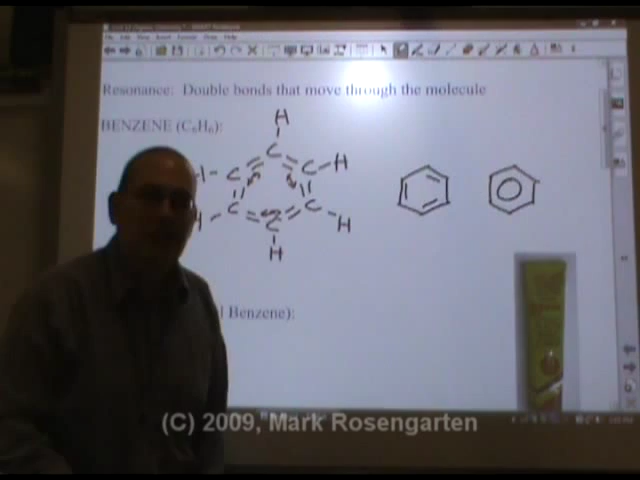 Resonance: Double bonds that move through the molecule
BENZENE (C₆H₆):
H
C
H C C H
H C C H
C
H
l Benzene):
(C) 2009, Mark Rosengarten